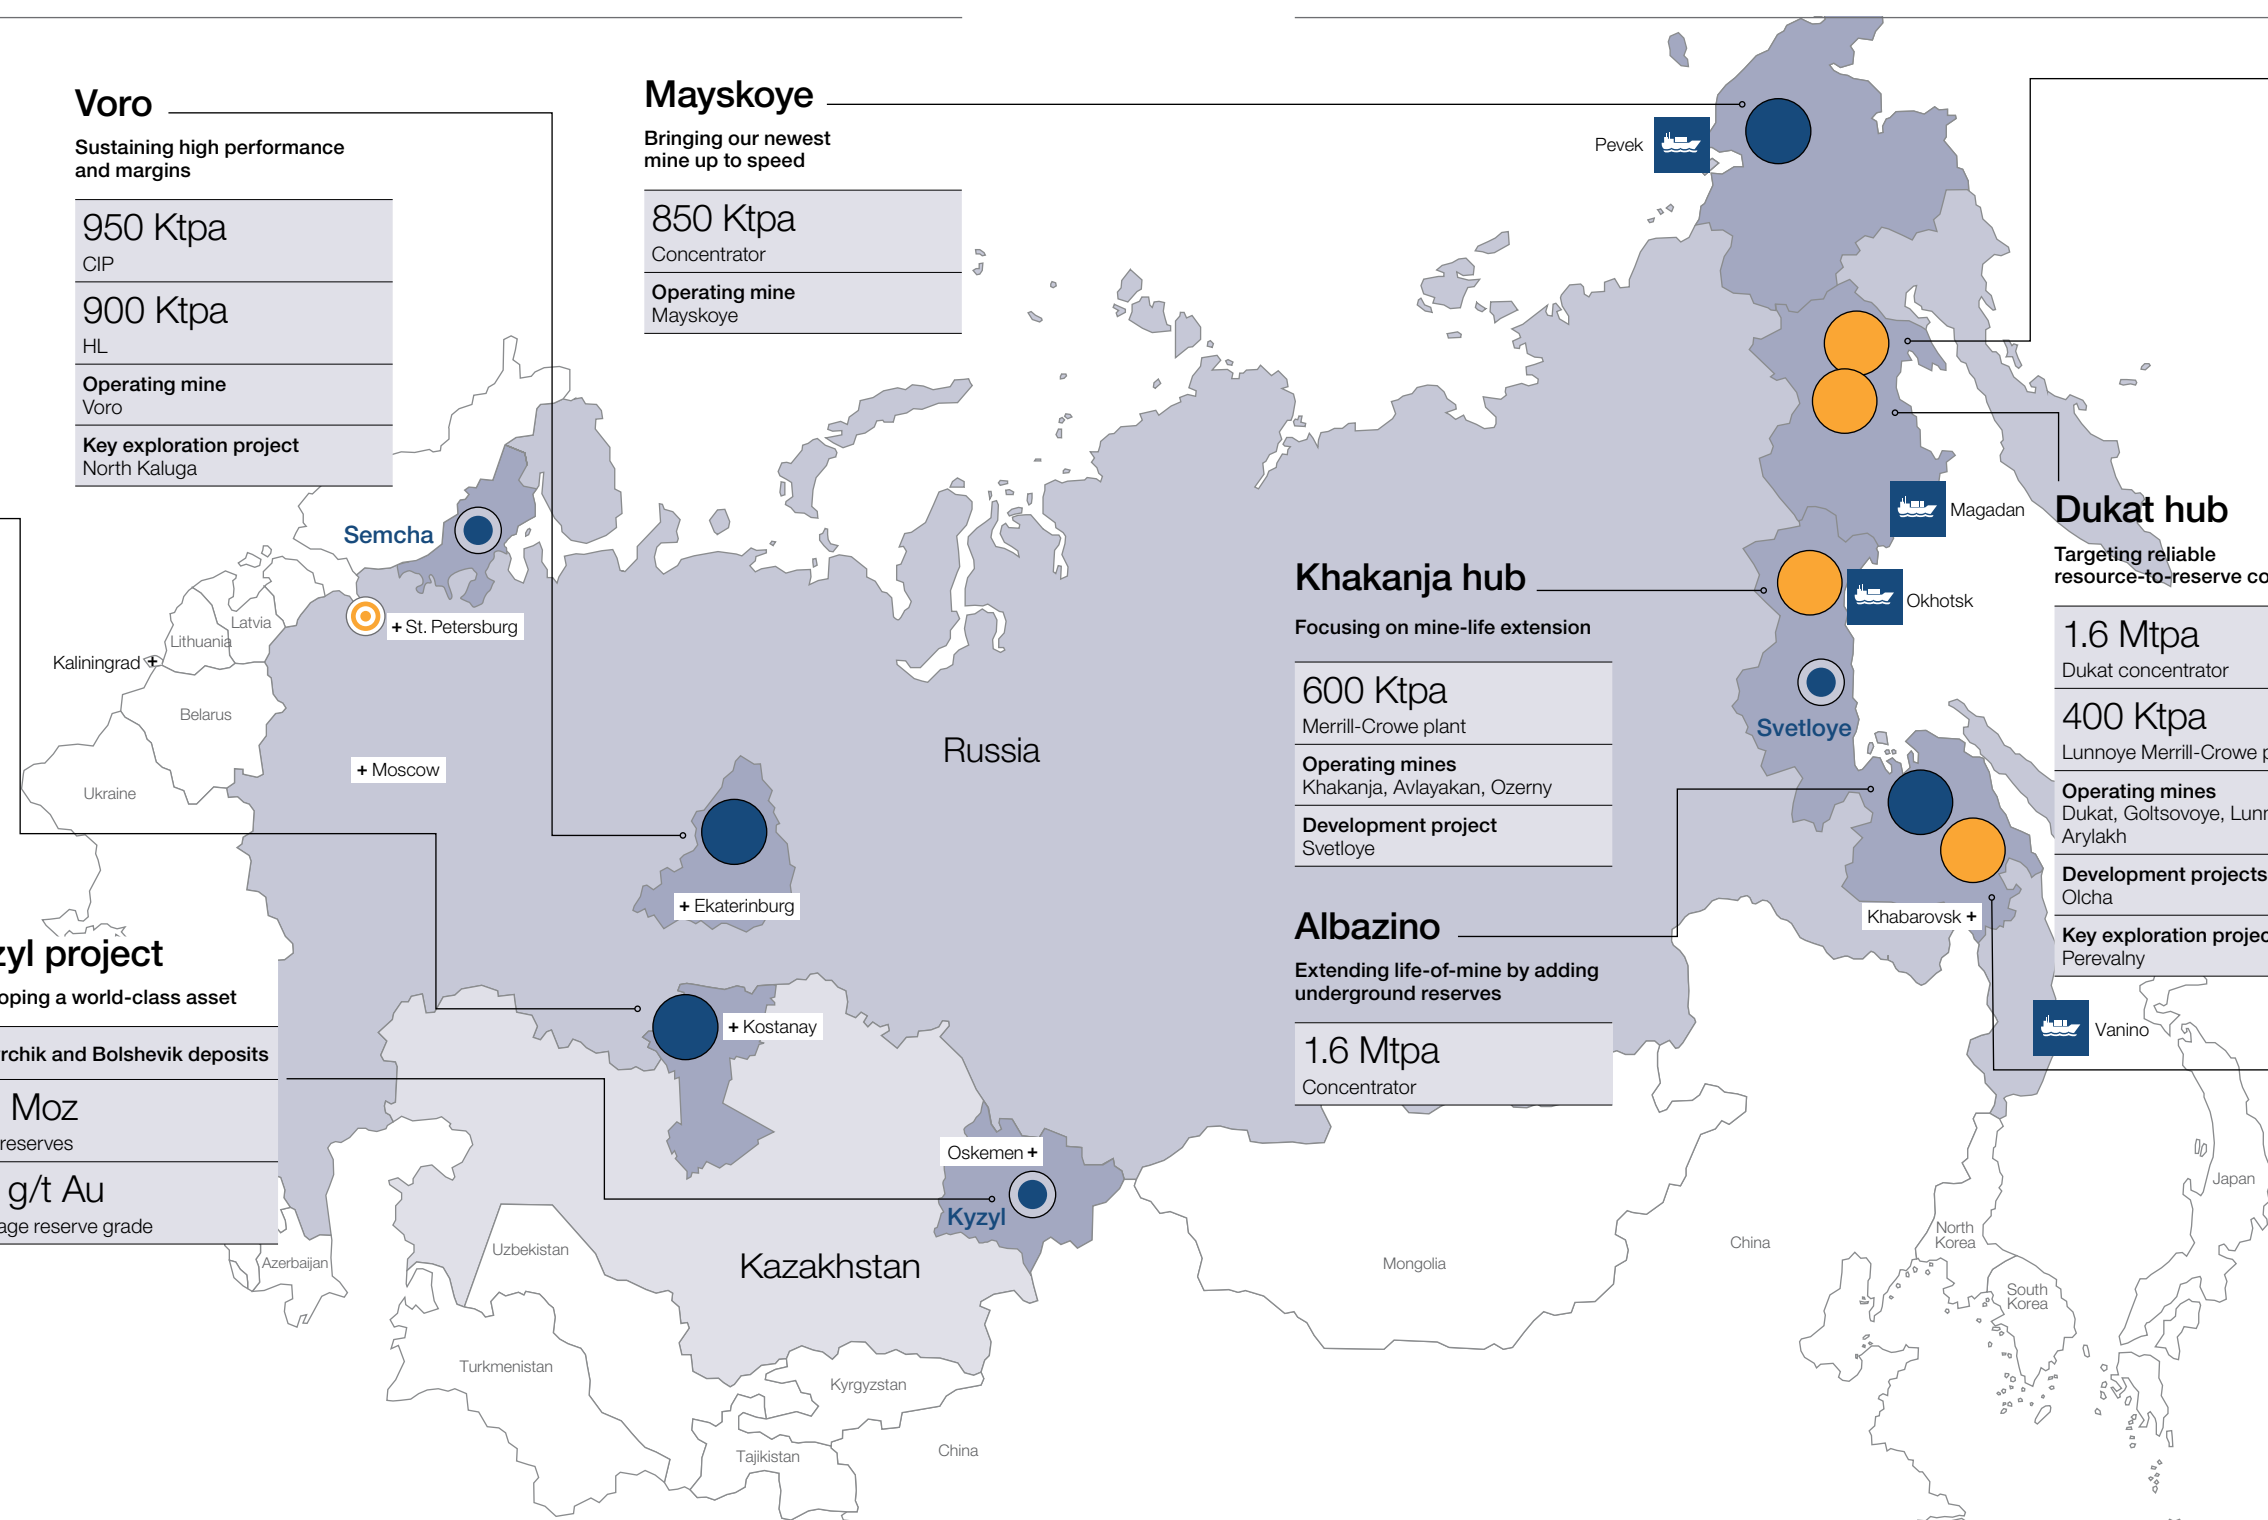 Voro
Sustaining high performance
and margins
950 Ktpa
CIP
900 Ktpa
HL
Operating mine
Voro
Key exploration project
North Kaluga
Mayskoye
Bringing our newest
mine up to speed
850 Ktpa
Concentrator
Operating mine
Mayskoye
Pevek
Magadan
Okhotsk
Semcha
+ St. Petersburg
Latvia
Lithuania
Kaliningrad +
Belarus
Ukraine
+ Moscow
Russia
+ Ekaterinburg
+ Kostanay
Khakanja hub
Focusing on mine-life extension
600 Ktpa
Merrill-Crowe plant
Operating mines
Khakanja, Avlayakan, Ozerny
Development project
Svetloye
Svetloye
Albazino
Extending life-of-mine by adding
underground reserves
1.6 Mtpa
Concentrator
Khabarovsk +
Vanino
Dukat hub
Targeting reliable
resource-to-reserve
1.6 Mtpa
Dukat concentrator
400 Ktpa
Lunnoye Merrill-Crowe
Operating mines
Dukat, Goltsovoye,
Arylakh
Development projects
Olcha
Key exploration
Perevalny
project
a world-class asset
and Bolshevik deposits
Moz
reserves
g/t Au
reserve grade
Oskemen +
Kyzyl
Kazakhstan
Azerbaijan
Uzbekistan
Turkmenistan
Kyrgyzstan
Tajikistan
China
Mongolia
China
North
Korea
South
Korea
Japan